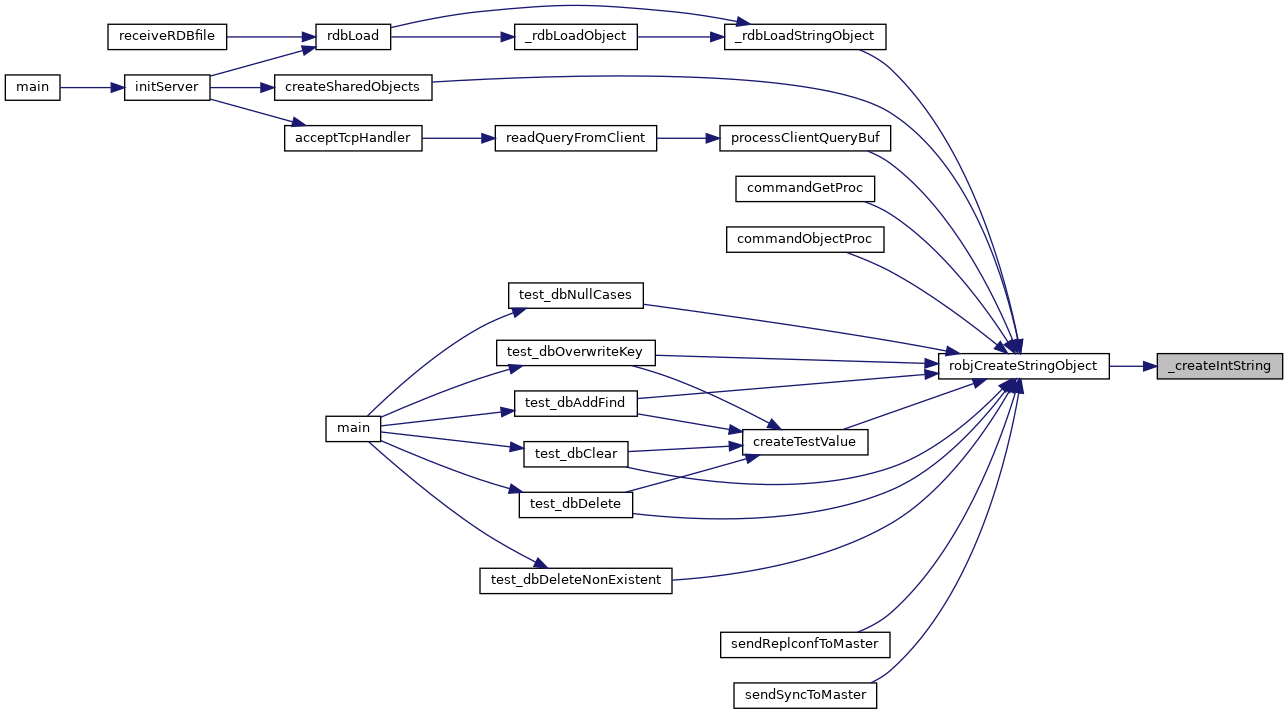 receiveRDBfile
rdbLoad
_rdbLoadObject
_rdbLoadStringObject
main
initServer
createSharedObjects
acceptTcpHandler
readQueryFromClient
processClientQueryBuf
commandGetProc
commandObjectProc
test_dbNullCases
test_dbOverwriteKey
robjCreateStringObject
_createIntString
test_dbAddFind
main
createTestValue
test_dbClear
test_dbDelete
test_dbDeleteNonExistent
sendReplconfToMaster
sendSyncToMaster